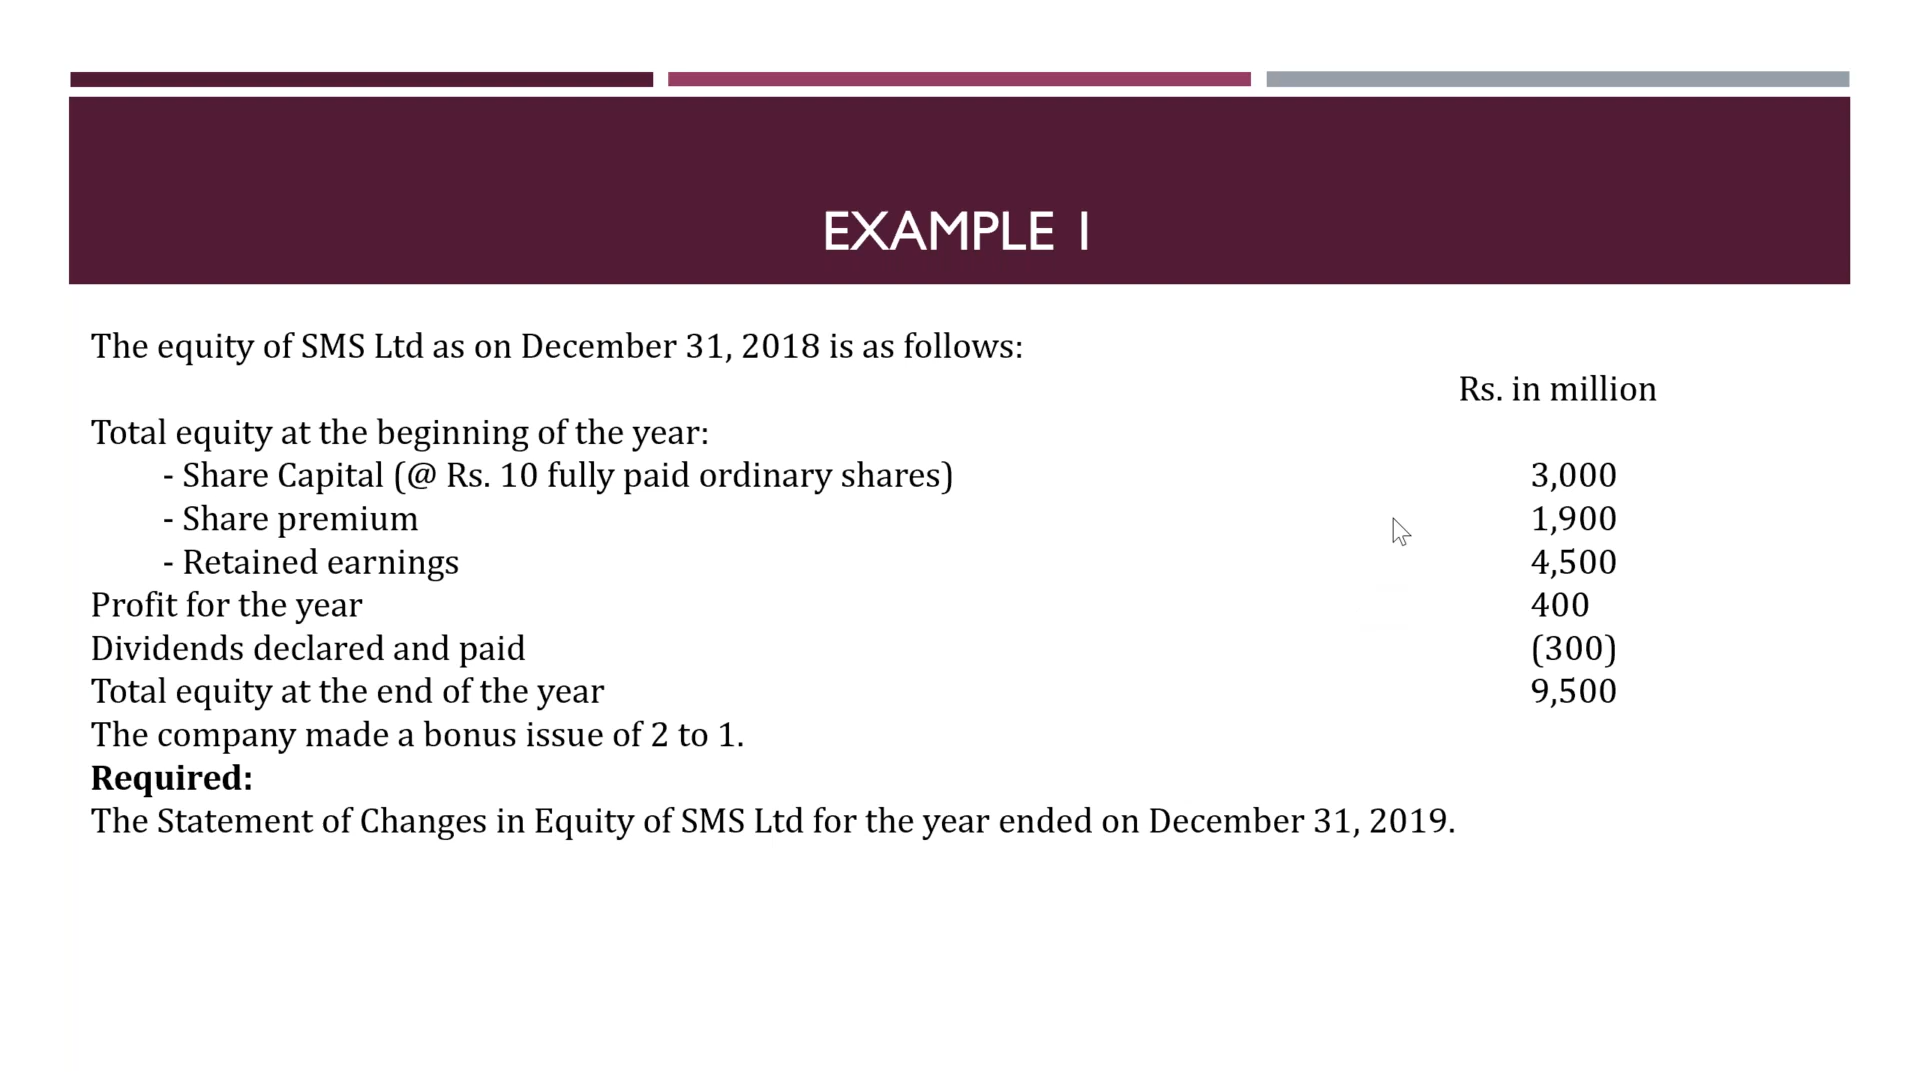 EXAMPLE 1
The equity of SMS Ltd as on December 31, 2018 is as follows:
Rs. in million
Total equity at the beginning of the year:
- Share Capital (@ Rs. 10 fully paid ordinary shares) 3,000
- Share premium 1,900
- Retained earnings 4,500
Profit for the year 400
Dividends declared and paid (300)
Total equity at the end of the year 9,500
The company made a bonus issue of 2 to 1.
Required:
The Statement of Changes in Equity of SMS Ltd for the year ended on December 31, 2019.